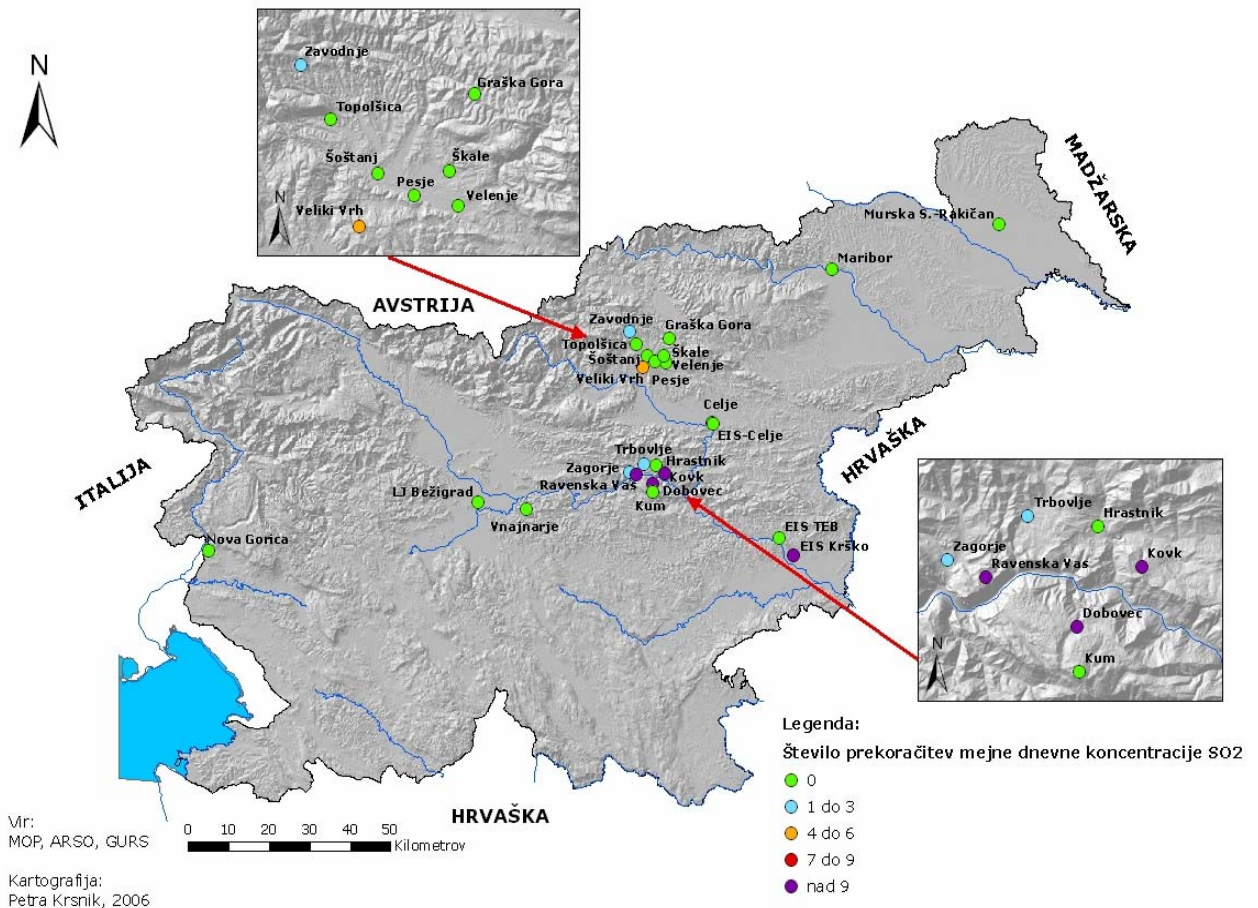 N
Zavodnje
Graška Gora
Topolšica
Šoštanj
Škale
Pesje
Velenje
Veliki Vrh
N
MADŽARSKA
Murska S.-Rakičan
Maribor
AVSTRIJA
Zavodnje
Graška Gora
Topolšica
Škale
Šoštanj
Velenje
Veliki Vrh
Pesje
Celje
EIS-Celje
HRVAŠKA
ITALIJA
Trbovlje
Hrastnik
Zagorje
Kovk
Ravenska Vas
Dobovec
LJ Bežigrad
Kum
Vnajnarje
EIS TEB
EIS Krško
Nova Gorica
Trbovlje
Hrastnik
Zagorje
Kovk
Ravenska Vas
Dobovec
Kum
N
Legenda:
Število prekoračitev mejne dnevne koncentracije SO2
0
1 do 3
4 do 6
7 do 9
nad 9
HRVAŠKA
Vir:
MOP, ARSO, GURS
0 10 20 30 40 50
Kilometrov
Kartografija:
Petra Krsnik, 2006